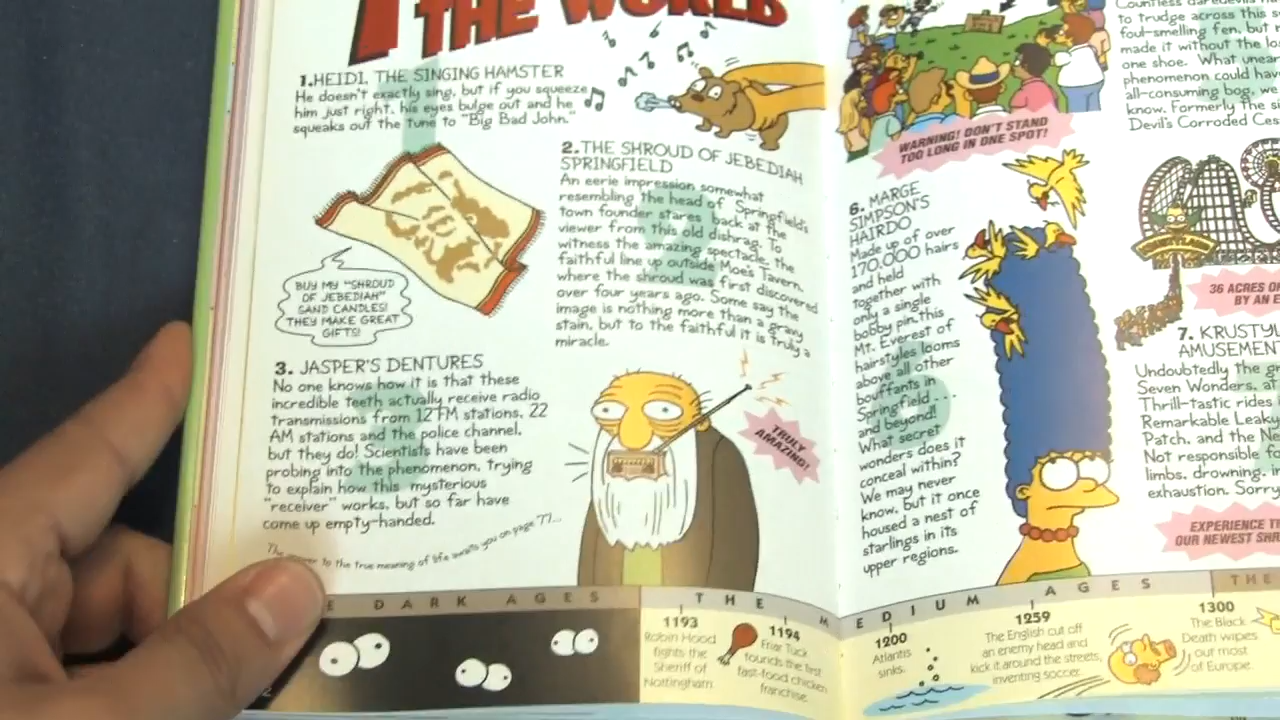 THE WORLD
1.HEIDI, THE SINGING HAMSTER
He doesn't exactly sing, but if you squeeze
him just right, his eyes bulge out and he
squeaks out the tune to "Big Bad John."
2.THE SHROUD OF JEBEDIAH
SPRINGFIELD
An eerie impression somewhat
resembling the head of Springfield's
town founder stares back at the
viewer from this old dishrag. To
witness the amazing spectacle, the
faithful line up outside Moe's Tavern,
where the shroud was first discovered
over four years ago. Some say the
image is nothing more than a gravy
stain, but to the faithful it is truly a
miracle.
BUY MY "SHROUD
OF JEBEDIAH"
SAND CANDLES!
THEY MAKE GREAT
GIFTS!
3. JASPER'S DENTURES
No one knows how it is that these
incredible teeth actually receive radio
transmissions from 12 FM stations, 22
AM stations and the police channel,
but they do! Scientists have been
probing into the phenomenon, trying
to explain how this mysterious
"receiver" works, but so far have
come up empty-handed.
TRULY
AMAZING!
to the true meaning of life awaits you on page 77...
WARNING! DON'T STAND
TOO LONG IN ONE SPOT!
6. MARGE
SIMPSON'S
HAIRDO
Made up of over
170,000 hairs
and held
together with
only a single
bobby pin, this
Mt. Everest of
hairstyles looms
above all other
bouffants in
Springfield . . .
and beyond!
What secret
wonders does it
conceal within?
We may never
know, but it once
housed a nest of
starlings in its
upper regions.
Countless daredevils
to trudge across this
foul-smelling fen, but
made it without the
one shoe. What
phenomenon could
all-consuming bog, we
know. Formerly the
Devil's Corroded
36 ACRES
BY AN
7.
AMUSEMENT
Undoubtedly the
Seven Wonders, at
Thrill-tastic rides
Remarkable Leaky
Patch, and the
Not responsible
limbs, drowning,
exhaustion. Sorry
EXPERIENCE
OUR NEWEST
DARK AGES
THE MEDIUM AGES
THE
1193
Robin Hood
fights the
Sheriff of
Nottingham.
1194
Friar Tuck
founds the first
fast-food chicken
franchise.
1200
Atlantis
sinks.
1259
The English cut off
an enemy head and
kick it around the streets,
inventing soccer.
1300
The Black
Death wipes
out most
of Europe.